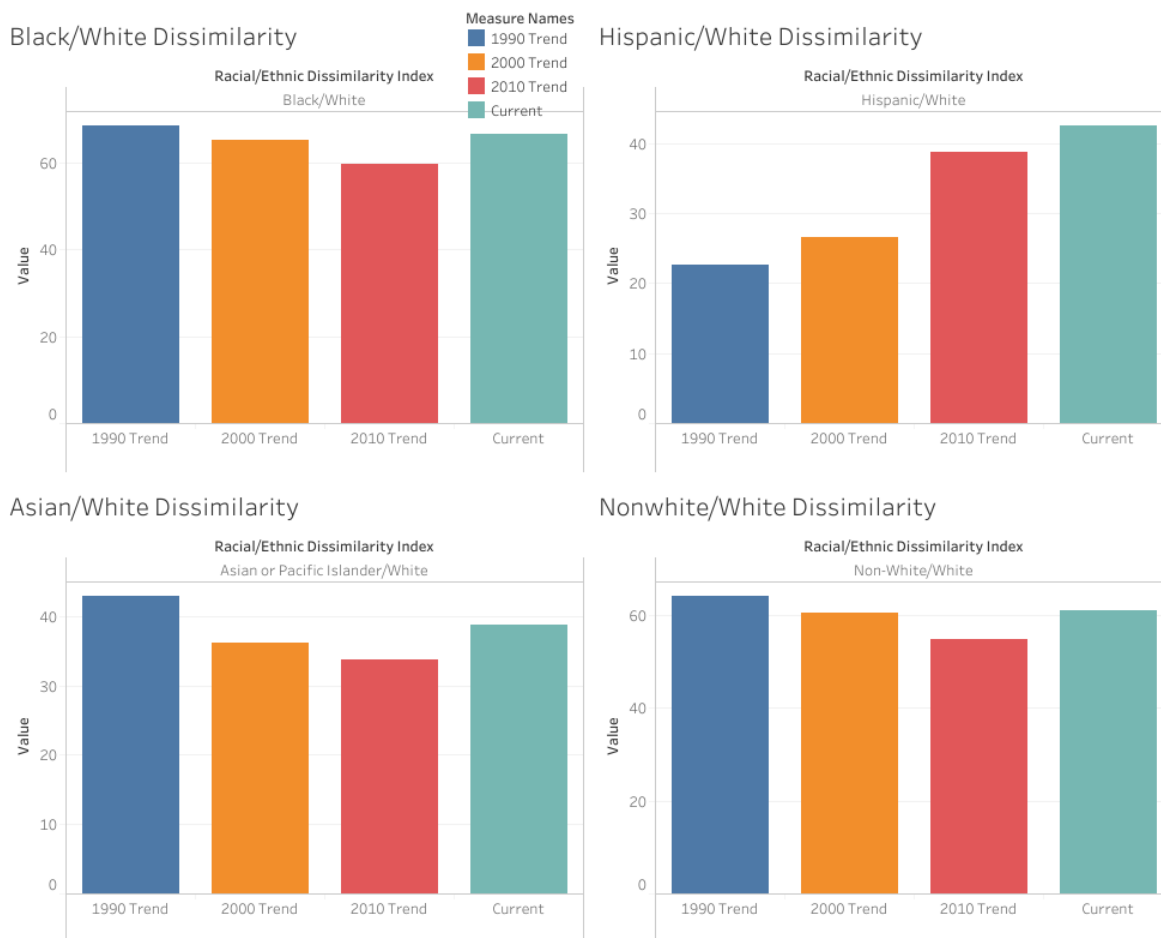 Black/White Dissimilarity
Measure Names
1990 Trend
2000 Trend
2010 Trend
Current
Racial/Ethnic Dissimilarity Index
Black/White
Value
60
40
20
0
1990 Trend
2000 Trend
2010 Trend
Current
Hispanic/White Dissimilarity
Racial/Ethnic Dissimilarity Index
Hispanic/White
Value
40
30
20
10
0
1990 Trend
2000 Trend
2010 Trend
Current
Asian/White Dissimilarity
Racial/Ethnic Dissimilarity Index
Asian or Pacific Islander/White
Value
40
30
20
10
0
1990 Trend
2000 Trend
2010 Trend
Current
Nonwhite/White Dissimilarity
Racial/Ethnic Dissimilarity Index
Non-White/White
Value
60
40
20
0
1990 Trend
2000 Trend
2010 Trend
Current